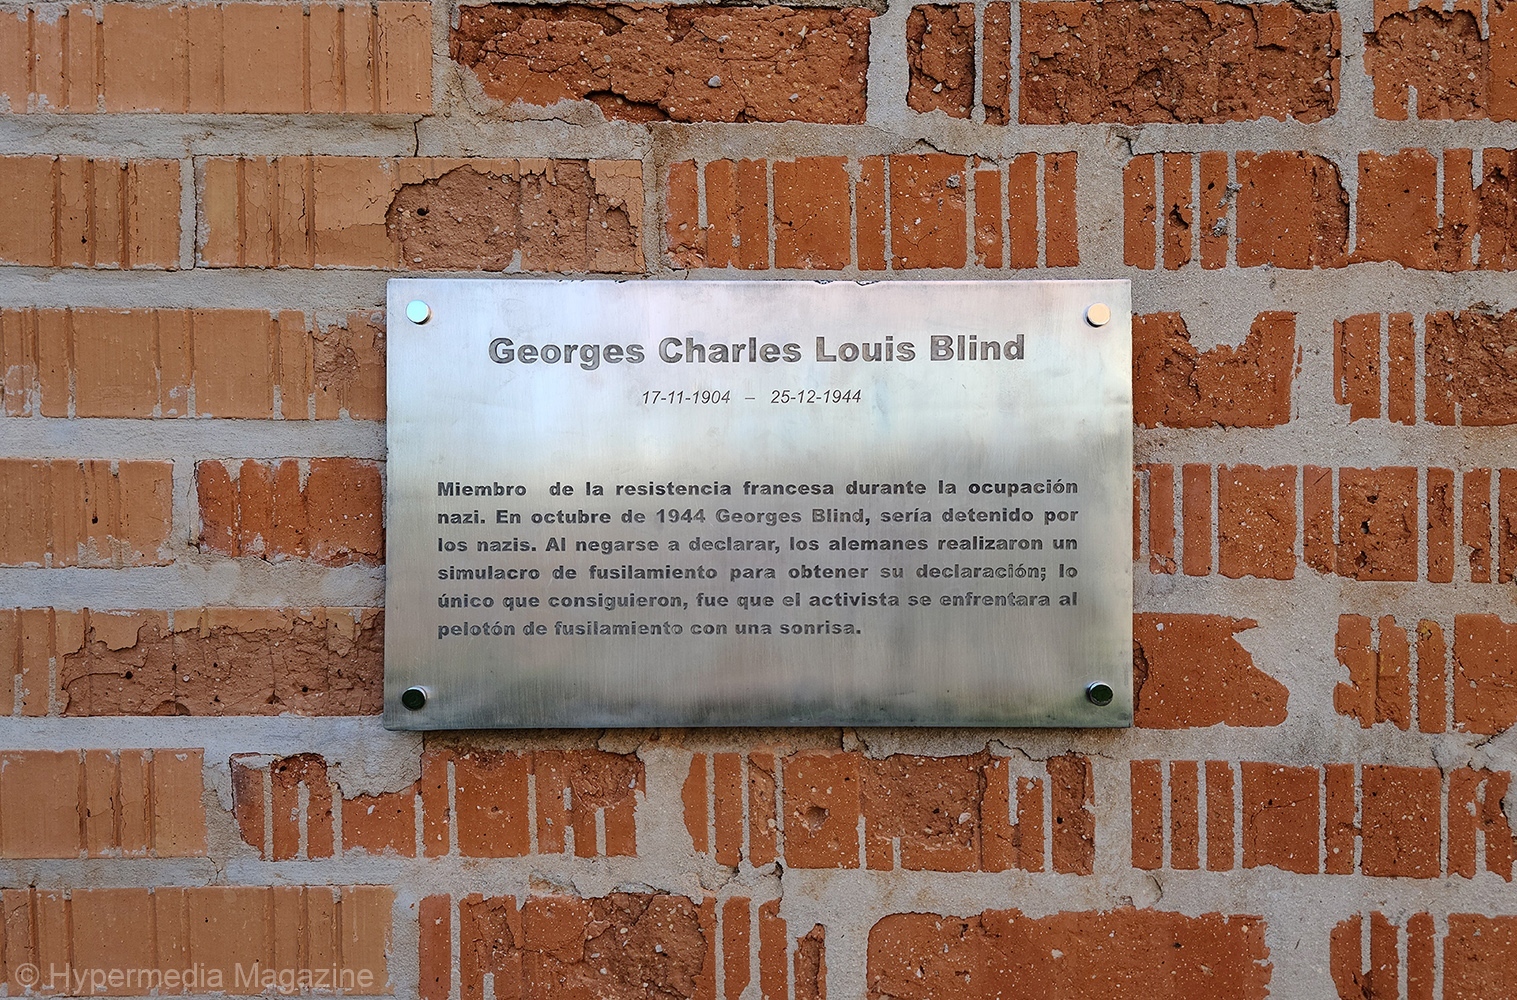 Georges Charles Louis Blind
17-11-1904 – 25-12-1944
Miembro de la resistencia francesa durante la ocupación
nazi. En octubre de 1944 Georges Blind, sería detenido por
los nazis. Al negarse a declarar, los alemanes realizaron un
simulacro de fusilamiento para obtener su declaración; lo
único que consiguieron, fue que el activista se enfrentara al
pelotón de fusilamiento con una sonrisa.
© Hypermedia Magazine